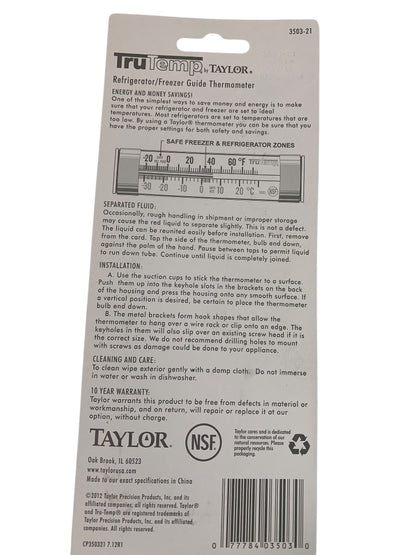 3503-21
TruTemp by TAYLOR®
Refrigerator/Freezer Guide Thermometer
ENERGY AND MONEY SAVINGS!
One of the simplest ways to save money and energy is to make
sure that your refrigerator and freezer are set to ideal
temperatures. Most refrigerators are set to temperatures that are
too low. By using a Taylor® thermometer you can be sure that you
have the proper settings for both safety and savings.
SAFE FREEZER & REFRIGERATOR ZONES
-20 0 20 40 60 °F TruTemp
-30 -20 -10 0 10 20 °C NSF
SEPARATED FLUID:
Occasionally, rough handling in shipment or improper storage
may cause the red liquid to separate slightly. This is not a defect.
The liquid can be reunited easily before installation. First, remove
from the card. Tap the side of the thermometer, bulb end down,
against the palm of the hand. Pause between taps to permit liquid
to run down tube. Continue until liquid is completely joined.
INSTALLATION:
A. Use the suction cups to stick the thermometer to a surface.
Push them up into the keyhole slots in the brackets on the back
of the housing and press the housing onto any smooth surface. If
a vertical position is desired, be certain to place the thermometer
bulb end down.
B. The metal brackets form hook shapes that allow the
thermometer to hang over a wire rack or clip onto an edge. The
keyholes in them will also slip over an existing screw head if it is
the correct size. We do not recommend drilling holes to mount
with screws as damage could be done to your appliance.
CLEANING AND CARE:
To clean wipe exterior gently with a damp cloth. Do not immerse
in water or wash in dishwasher.
10 YEAR WARRANTY:
Taylor warrants this product to be free from defects in material or
workmanship, and on return, will repair or replace it at our
option, without charge.
TAYLOR®
NSF®
Taylor cares and is dedicated
to the conservation of our
natural resources. Please
properly recycle this
packaging.
Oak Brook, IL 60523
www.taylorusa.com
Made to our exact specifications in China
©2012 Taylor Precision Products, Inc. and its
affiliated companies. All rights reserved. Taylor®
and Tru-Temp® are registered trademarks of
Taylor Precision Products, Inc. and its affiliated
companies. All rights reserved.
CP350321 7.12R1
0 77784 03503 0